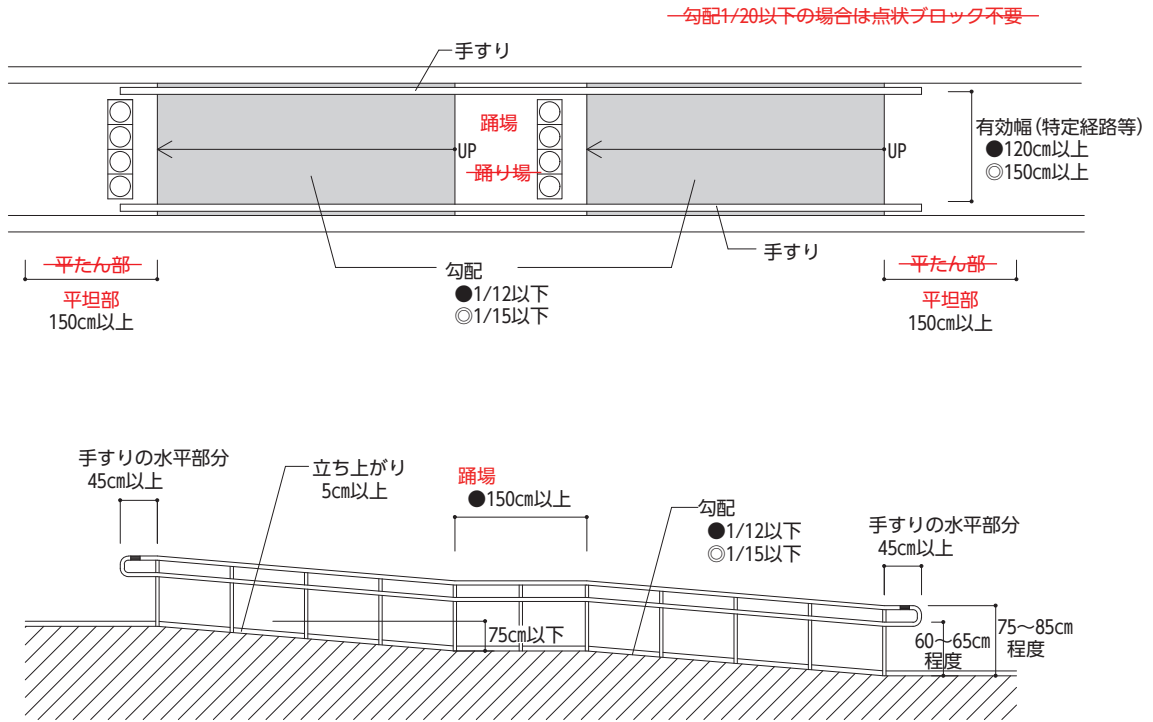 勾配1/20以下の場合は点状ブロック不要
手すり
踊場
UP
踊り場
UP
有効幅(特定経路等)
●120cm以上
◎150cm以上
手すり
平たん部
平坦部
150cm以上
勾配
●1/12以下
◎1/15以下
平たん部
平坦部
150cm以上
手すりの水平部分
45cm以上
立ち上がり
5cm以上
踊場
●150cm以上
勾配
●1/12以下
◎1/15以下
手すりの水平部分
45cm以上
75cm以下
60〜65cm
程度
75〜85cm
程度